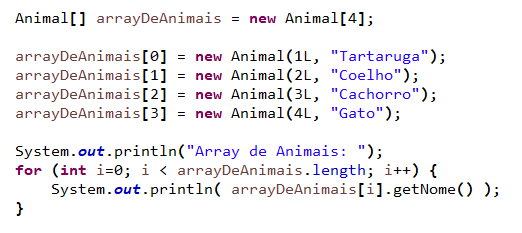 Animal[] arrayDeAnimais = new Animal[4];
arrayDeAnimais[0] = new Animal(1L, "Tartaruga");
arrayDeAnimais[1] = new Animal(2L, "Coelho");
arrayDeAnimais[2] = new Animal(3L, "Cachorro");
arrayDeAnimais[3] = new Animal(4L, "Gato");
System.out.println("Array de Animais: ");
for (int i=0; i < arrayDeAnimais.length; i++) {
    System.out.println( arrayDeAnimais[i].getNome() );
}